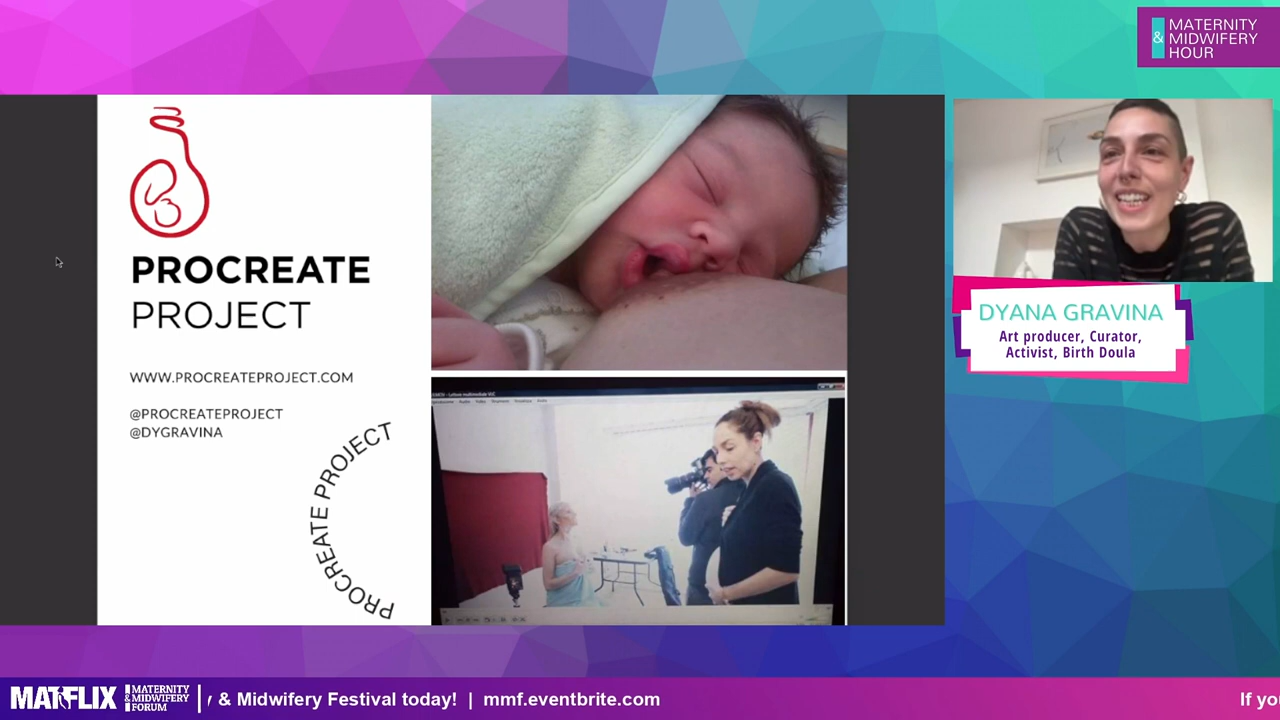 &
MATERNITY
MIDWIFERY
HOUR
PROCREATE
PROJECT
WWW.PROCREATEPROJECT.COM
@PROCREATEPROJECT
@DYGRAVINA
PROCREATE PROJECT
DYANA GRAVINA
Art producer, Curator,
Activist, Birth Doula
MATFLIX
MATERNITY
&MIDWIFERY
FORUM
& Midwifery Festival today! | mmf.eventbrite.com
If